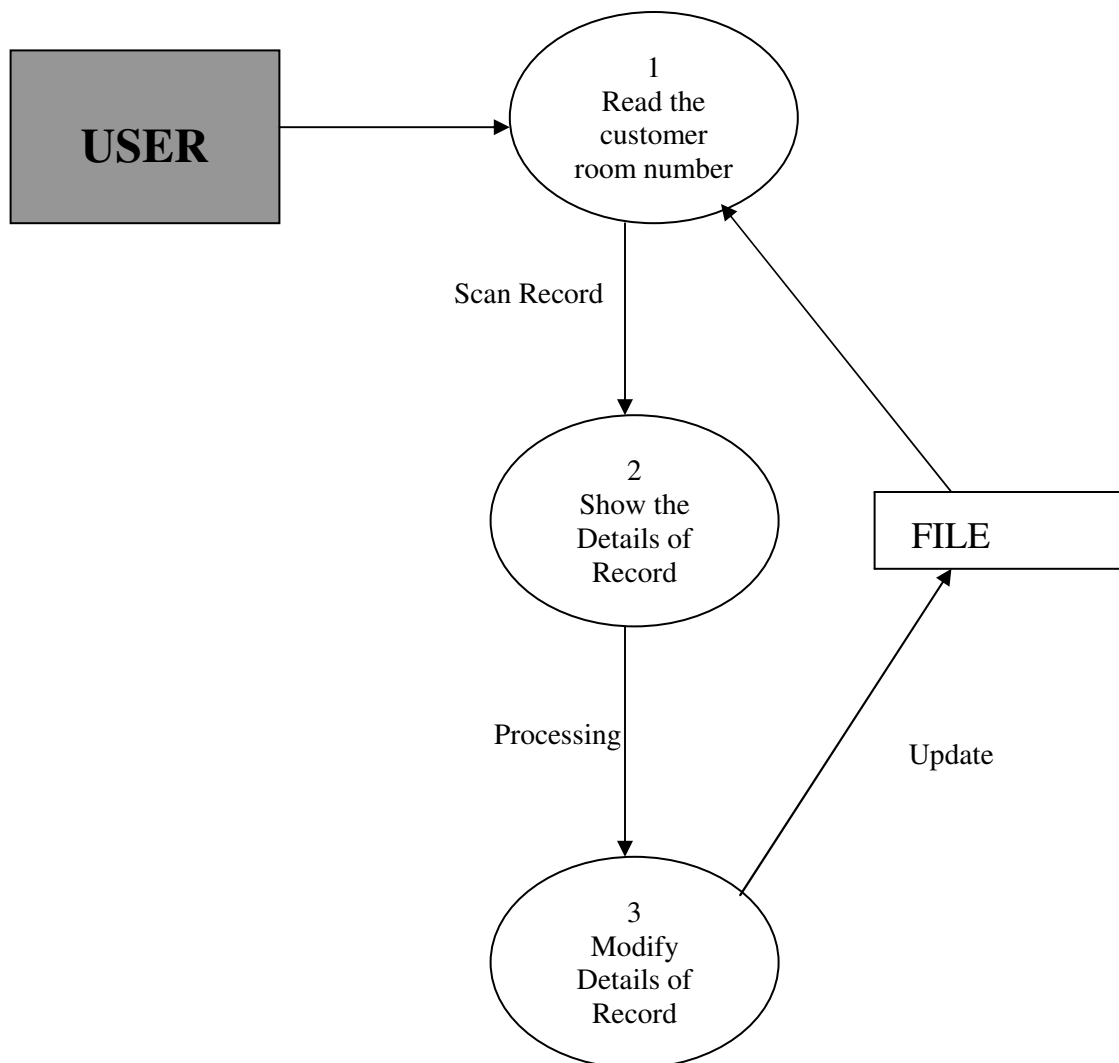 USER
1
Read the
customer
room number
Scan Record
2
Show the
Details of
Record
FILE
Processing
Update
3
Modify
Details of
Record